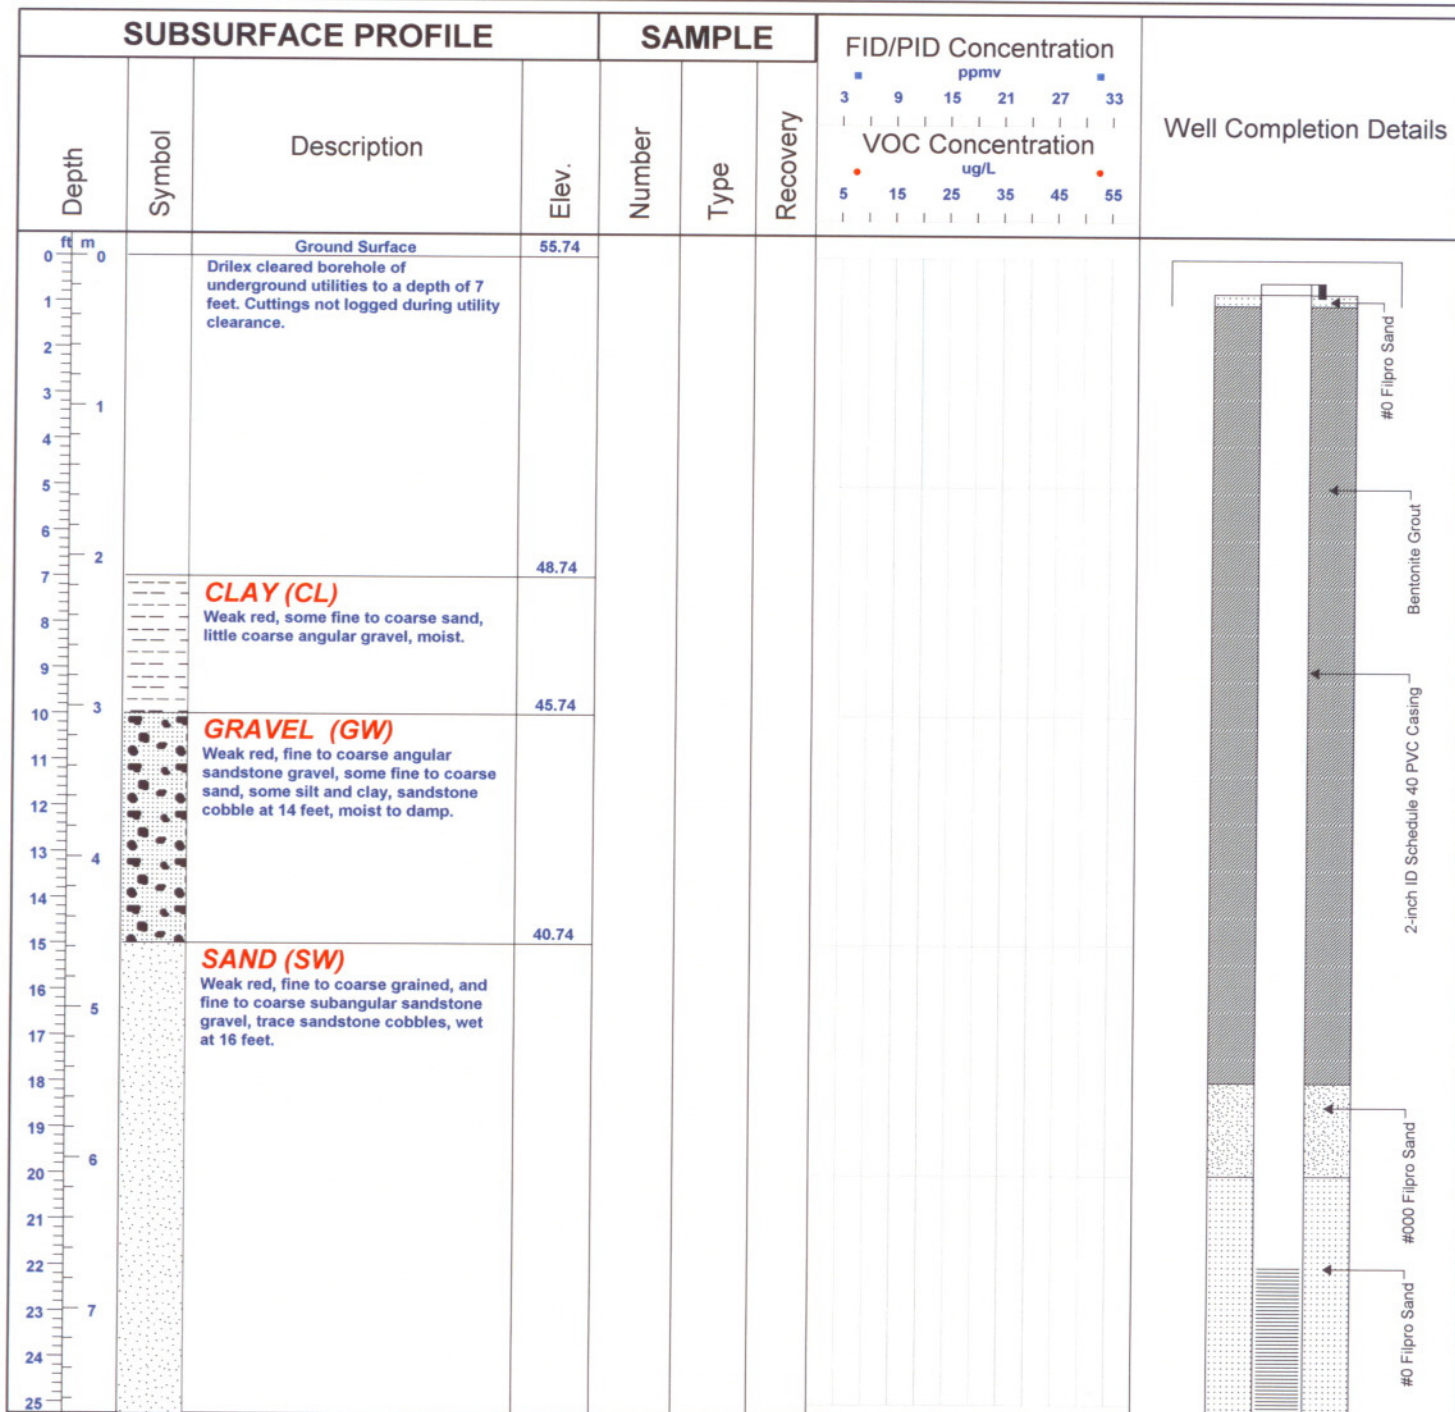 SUBSURFACE PROFILE
SAMPLE
FID/PID Concentration
ppmv
3 9 15 21 27 33
VOC Concentration
ug/L
5 15 25 35 45 55
Well Completion Details
Depth
Symbol
Description
Elev.
Number
Type
Recovery
ft m
0 0
Ground Surface
55.74
Drilex cleared borehole of
underground utilities to a depth of 7
feet. Cuttings not logged during utility
clearance.
1
2
3
1
4
5
6
2
7
48.74
CLAY (CL)
Weak red, some fine to coarse sand,
little coarse angular gravel, moist.
8
9
3
10
45.74
GRAVEL (GW)
Weak red, fine to coarse angular
sandstone gravel, some fine to coarse
sand, some silt and clay, sandstone
cobble at 14 feet, moist to damp.
11
12
13
4
14
15
40.74
SAND (SW)
Weak red, fine to coarse grained, and
fine to coarse subangular sandstone
gravel, trace sandstone cobbles, wet
at 16 feet.
16
5
17
18
19
6
20
21
22
23
7
24
25
#0 Filpro Sand
Bentonite Grout
2-inch ID Schedule 40 PVC Casing
#000 Filpro Sand
#0 Filpro Sand